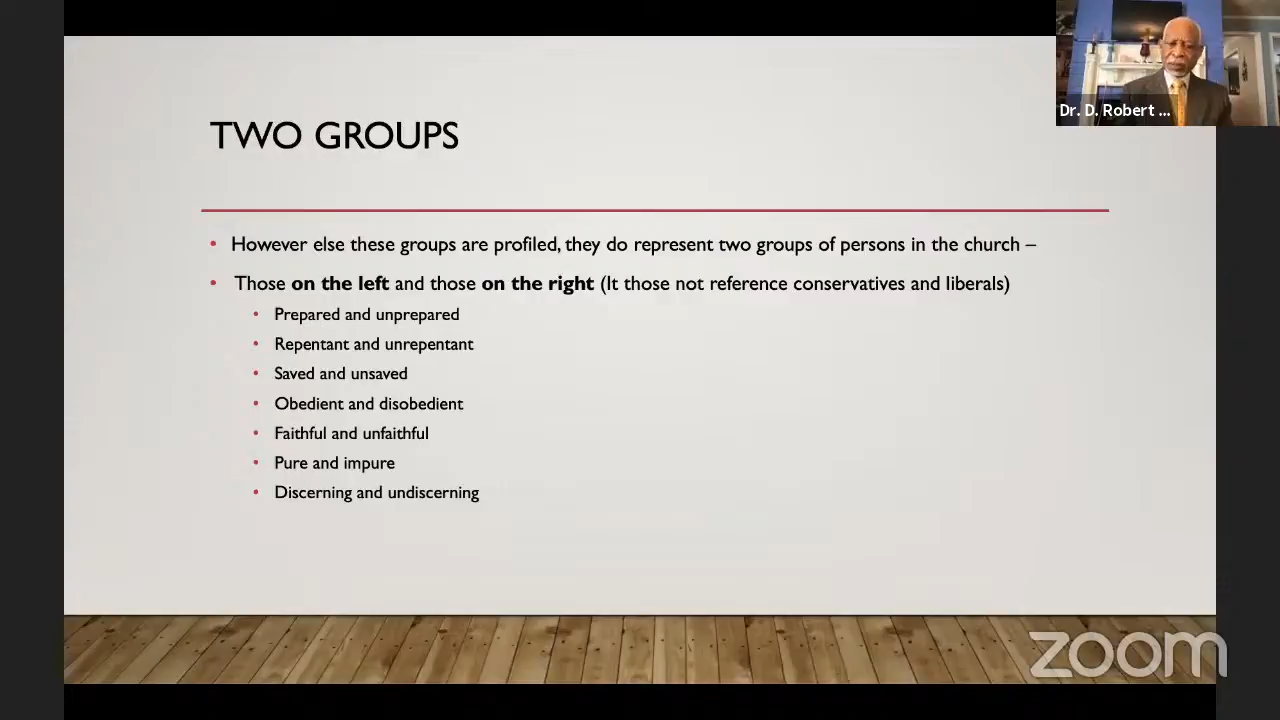 Dr. D. Robert ...
TWO GROUPS
• However else these groups are profiled, they do represent two groups of persons in the church –
• Those on the left and those on the right (It those not reference conservatives and liberals)
• Prepared and unprepared
• Repentant and unrepentant
• Saved and unsaved
• Obedient and disobedient
• Faithful and unfaithful
• Pure and impure
• Discerning and undiscerning
zoom